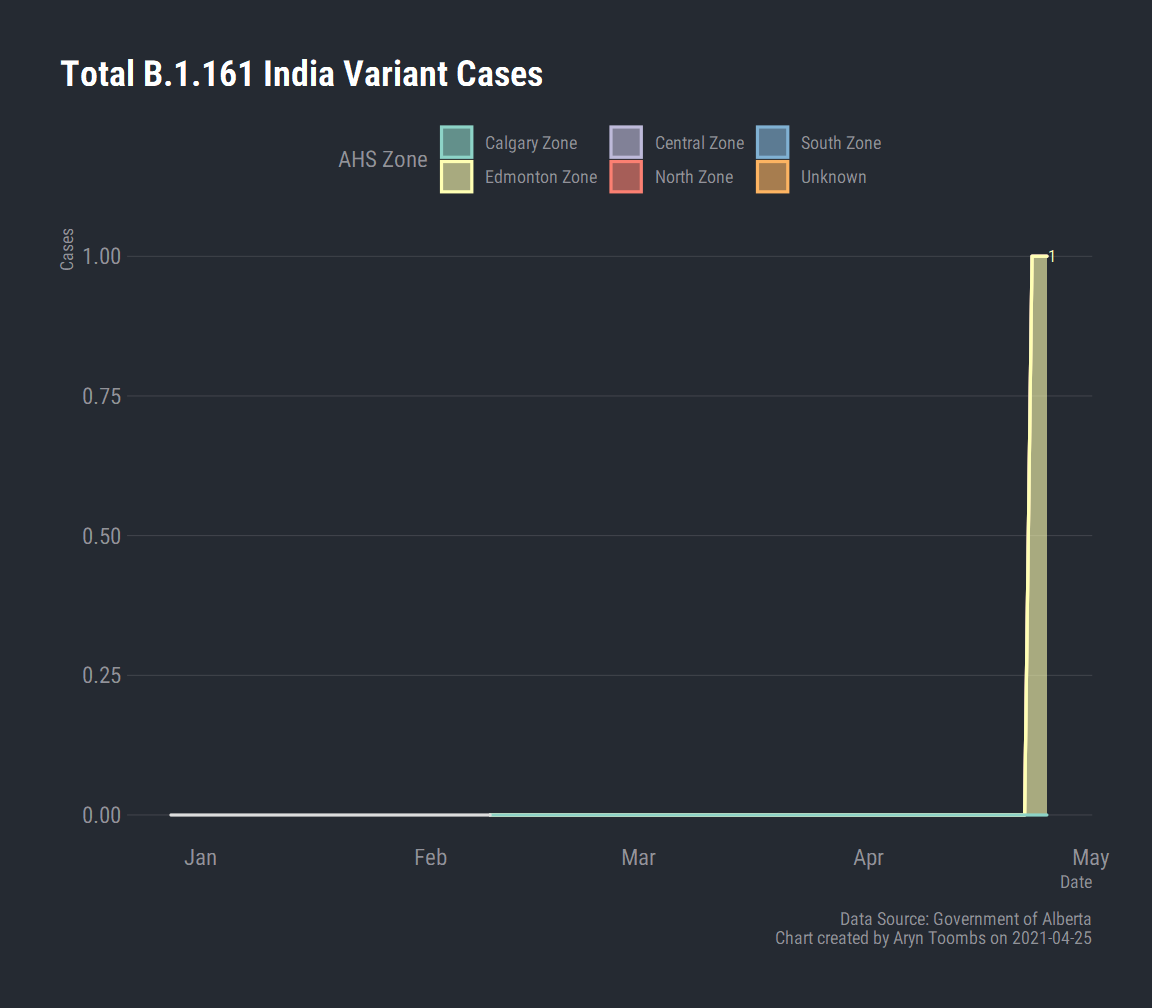 Total B.1.161 India Variant Cases
AHS Zone
Calgary Zone
Central Zone
South Zone
Edmonton Zone
North Zone
Unknown
Cases
1.00
1
0.75
0.50
0.25
0.00
Jan Feb Mar Apr May
Date
Data Source: Government of Alberta
Chart created by Aryn Toombs on 2021-04-25